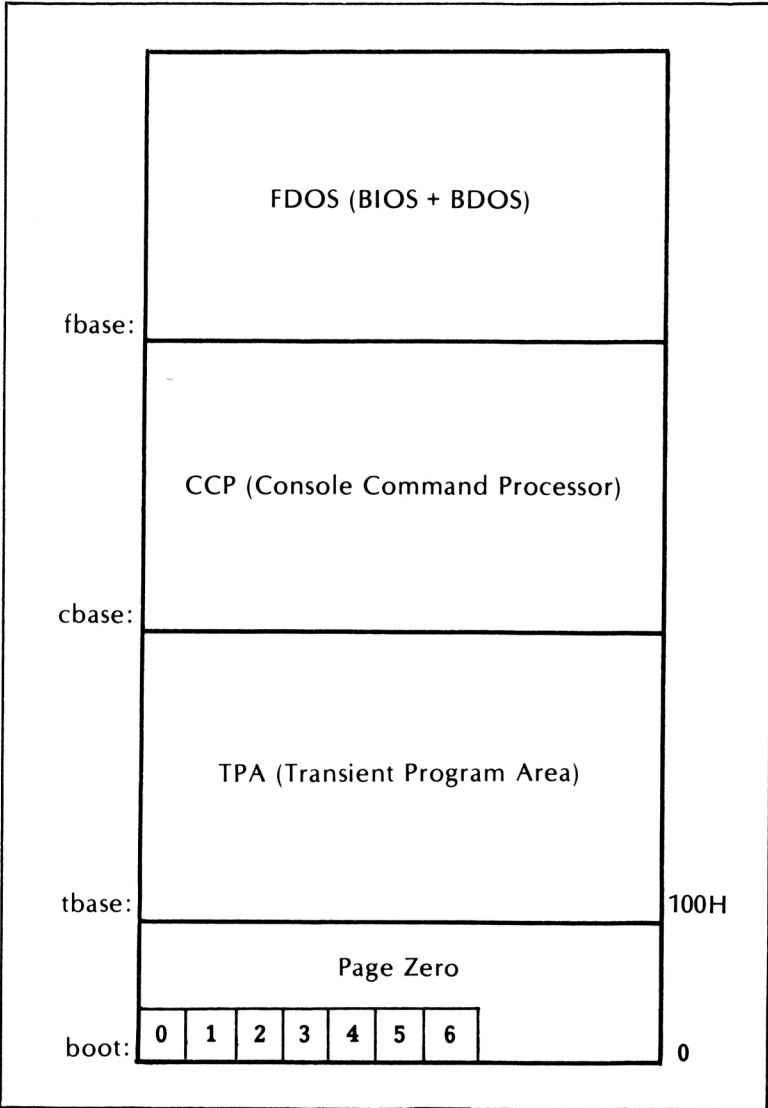 FDOS (BIOS + BDOS)
fbase:
CCP (Console Command Processor)
cbase:
TPA (Transient Program Area)
tbase:
100H
Page Zero
0 1 2 3 4 5 6
boot:
0